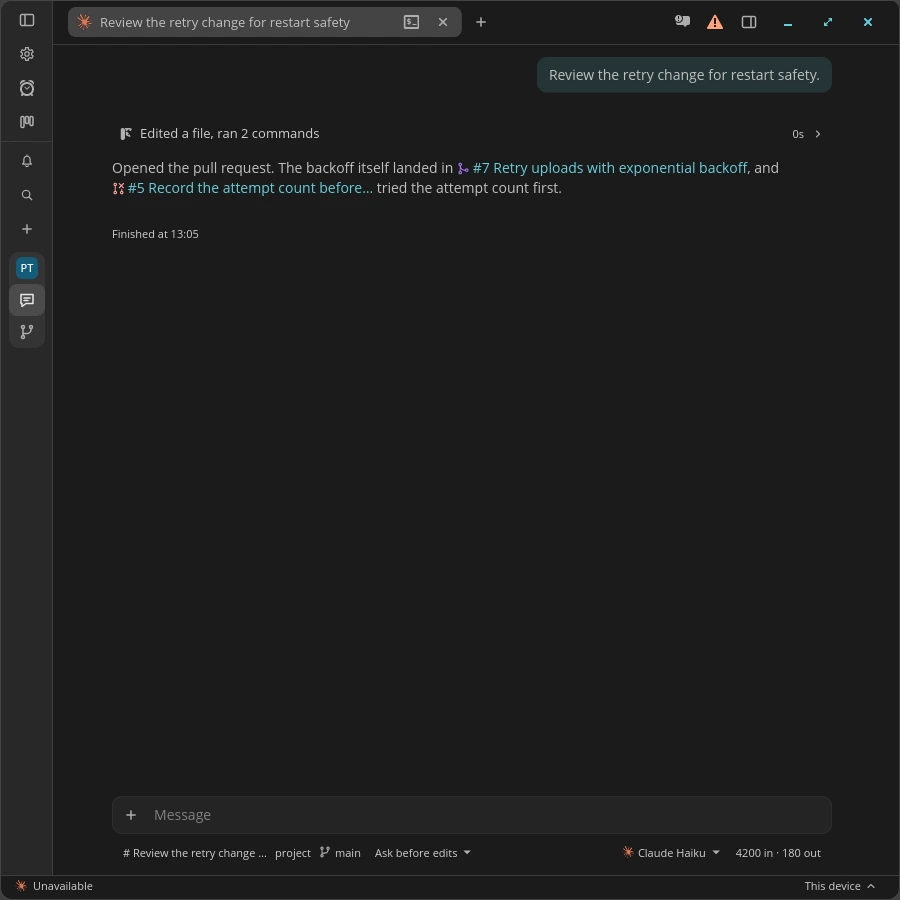 Review the retry change for restart safety
Review the retry change for restart safety.
Edited a file, ran 2 commands
0s
Opened the pull request. The backoff itself landed in #7 Retry uploads with exponential backoff, and
#5 Record the attempt count before... tried the attempt count first.
Finished at 13:05
PT
Message
# Review the retry change ... project main Ask before edits
Claude Haiku 4200 in · 180 out
Unavailable
This device